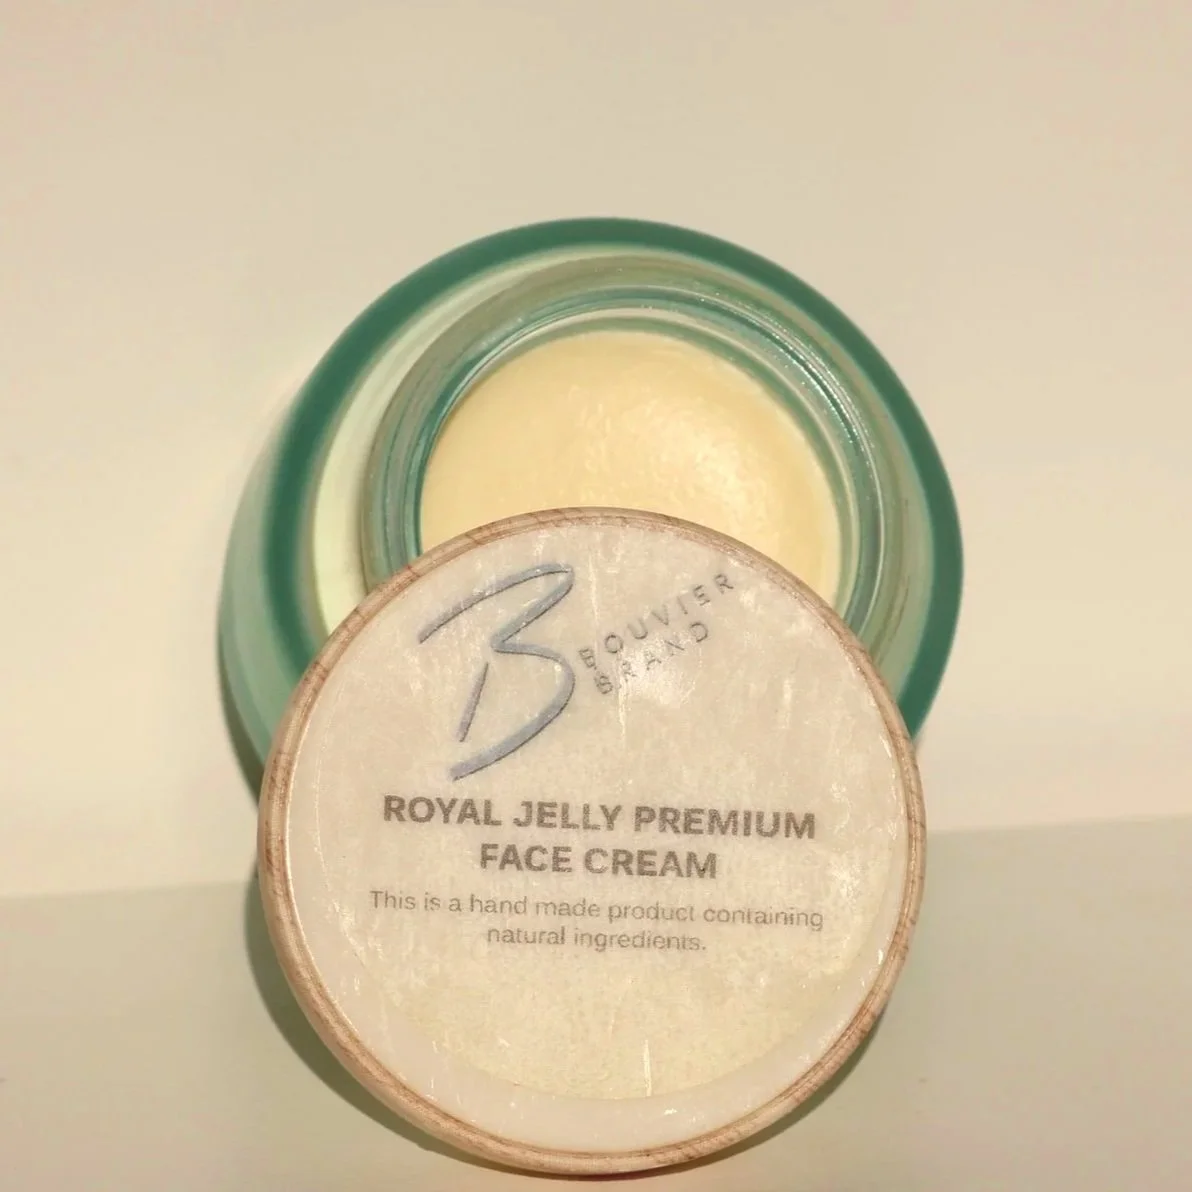 B
BOUVIER
BRAND
ROYAL JELLY PREMIUM
FACE CREAM
This is a hand made product containing
natural ingredients.